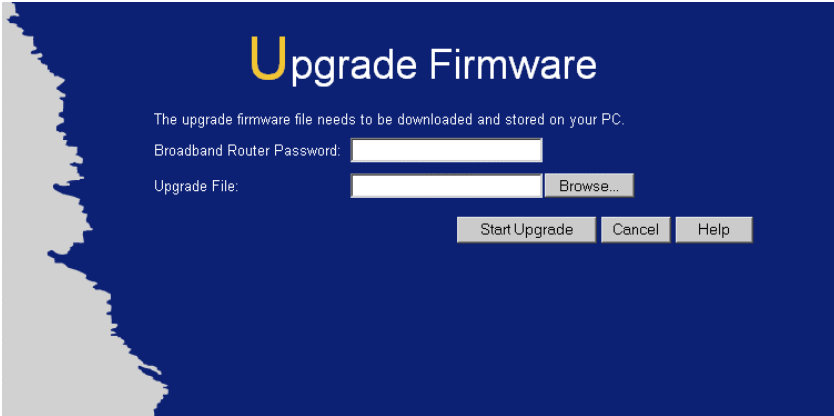 Upgrade Firmware
The upgrade firmware file needs to be downloaded and stored on your PC.
Broadband Router Password:
Upgrade File: Browse...
Start Upgrade Cancel Help